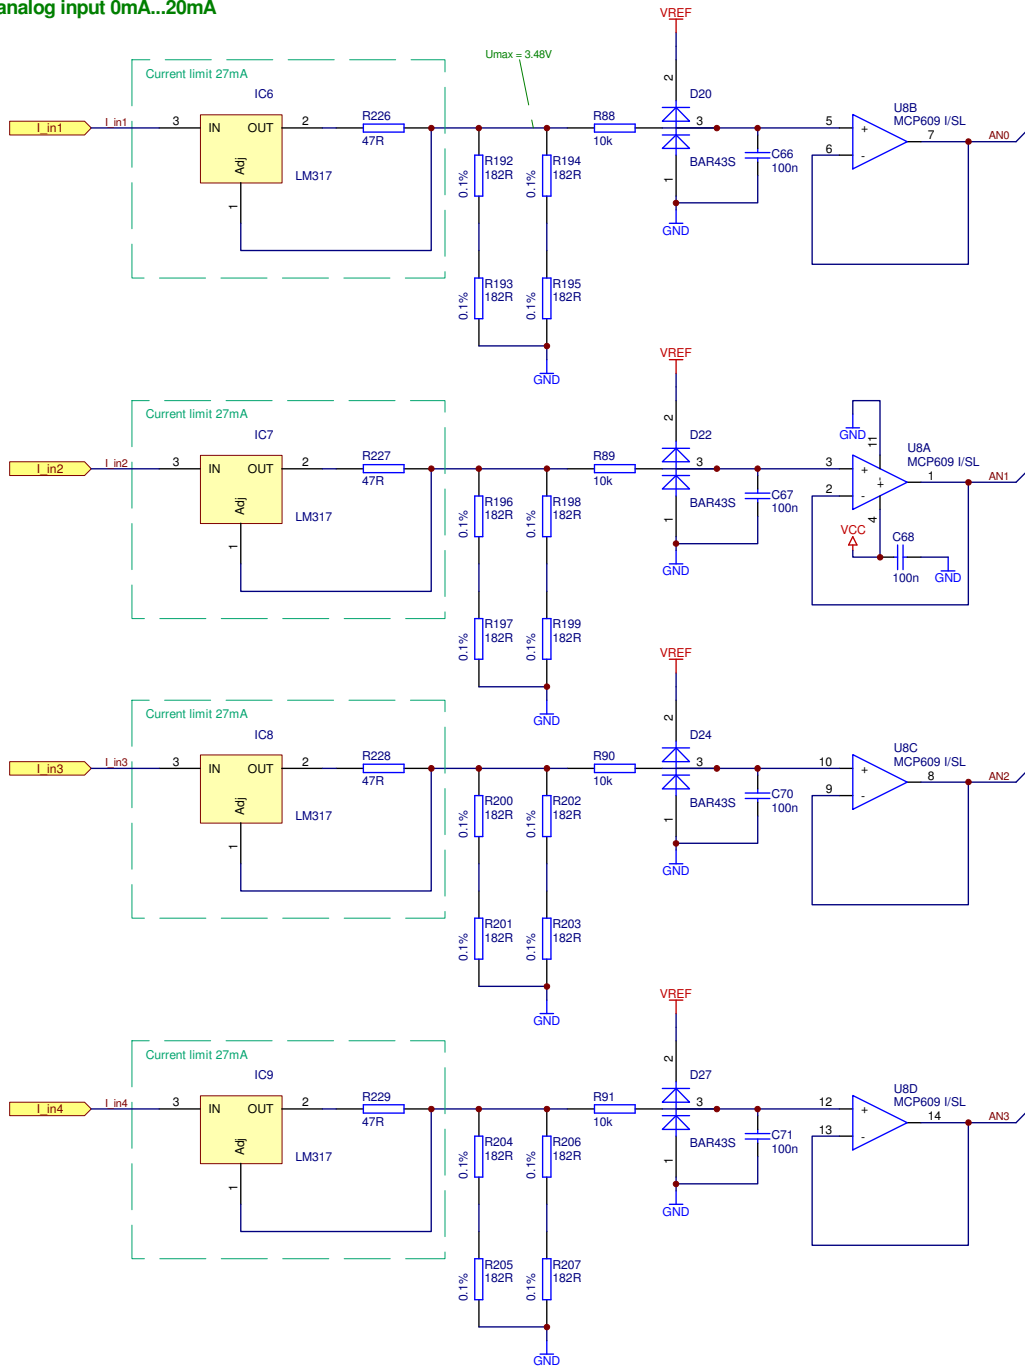 analog input 0mA...20mA
VREF
Umax = 3.48V
Current limit 27mA
IC6
I_in1
I_in1
3
IN
OUT
2
Adj
1
LM317
R226
47R
R192
182R
0.1%
R194
182R
0.1%
R193
182R
0.1%
R195
182R
0.1%
GND
R88
10k
2
D20
3
BAR43S
1
GND
C66
100n
U8B
MCP609 I/SL
5
+
6
-
7
AN0
VREF
Current limit 27mA
IC7
I_in2
I_in2
3
IN
OUT
2
Adj
1
LM317
R227
47R
R196
182R
0.1%
R198
182R
0.1%
R197
182R
0.1%
R199
182R
0.1%
GND
R89
10k
2
D22
3
BAR43S
1
GND
C67
100n
GND
11
U8A
MCP609 I/SL
3
+
2
-
1
AN1
4
VCC
C68
100n
GND
VREF
Current limit 27mA
IC8
I_in3
I_in3
3
IN
OUT
2
Adj
1
LM317
R228
47R
R200
182R
0.1%
R202
182R
0.1%
R201
182R
0.1%
R203
182R
0.1%
GND
R90
10k
2
D24
3
BAR43S
1
GND
C70
100n
U8C
MCP609 I/SL
10
+
9
-
8
AN2
VREF
Current limit 27mA
IC9
I_in4
I_in4
3
IN
OUT
2
Adj
1
LM317
R229
47R
R204
182R
0.1%
R206
182R
0.1%
R205
182R
0.1%
R207
182R
0.1%
GND
R91
10k
2
D27
3
BAR43S
1
GND
C71
100n
U8D
MCP609 I/SL
12
+
13
-
14
AN3